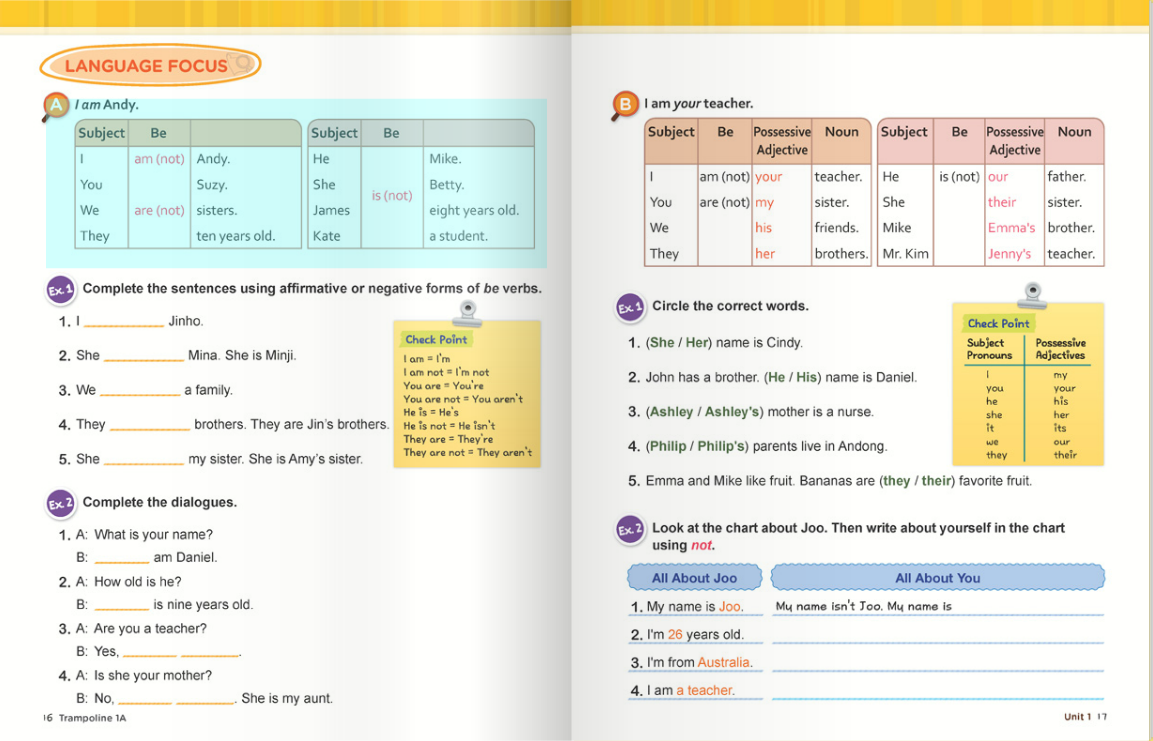 LANGUAGE FOCUS
A I am Andy.
Subject Be
I am (not) Andy.
You Suzy.
We are (not) sisters.
They ten years old.
Subject Be
He Mike.
She Betty.
is (not)
James eight years old.
Kate a student.
Ex.1 Complete the sentences using affirmative or negative forms of be verbs.
1. I ____ Jinho.
2. She ____ Mina. She is Minji.
3. We ____ a family.
4. They ____ brothers. They are Jin's brothers.
5. She ____ my sister. She is Amy's sister.
Check Point
I am = I'm
I am not = I'm not
You are = You're
You are not = You aren't
He is = He's
He is not = He isn't
They are = They're
They are not = They aren't
Ex.2 Complete the dialogues.
1. A: What is your name?
B: ____ am Daniel.
2. A: How old is he?
B: ____ is nine years old.
3. A: Are you a teacher?
B: Yes, ____ ____.
4. A: Is she your mother?
B: No, ____ ____. She is my aunt.
16 Trampoline 1A
B I am your teacher.
Subject Be Possessive Noun
Adjective
I am (not) your teacher.
You are (not) my sister.
We his friends.
They her brothers.
Subject Be Possessive Noun
Adjective
He is (not) our father.
She their sister.
Mike Emma's brother.
Mr. Kim Jenny's teacher.
Ex.1 Circle the correct words.
1. (She / Her) name is Cindy.
2. John has a brother. (He / His) name is Daniel.
3. (Ashley / Ashley's) mother is a nurse.
4. (Philip / Philip's) parents live in Andong.
5. Emma and Mike like fruit. Bananas are (they / their) favorite fruit.
Check Point
Subject Possessive
Pronouns Adjectives
I my
you your
he his
she her
it its
we our
they their
Ex.2 Look at the chart about Joo. Then write about yourself in the chart
using not.
All About Joo All About You
1. My name is Joo. My name isn't Joo. My name is
2. I'm 26 years old.
3. I'm from Australia.
4. I am a teacher.
Unit 1 17